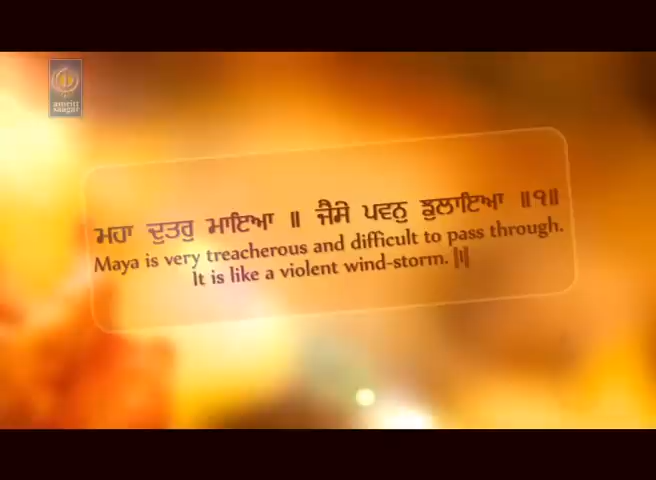 amritt
saagar
ਮਹਾ ਦੁਤਰੁ ਮਾਇਆ ॥ ਜੈਸੇ ਪਵਨੁ ਝੁਲਾਇਆ ॥੧॥
Maya is very treacherous and difficult to pass through.
It is like a violent wind-storm. ||1||